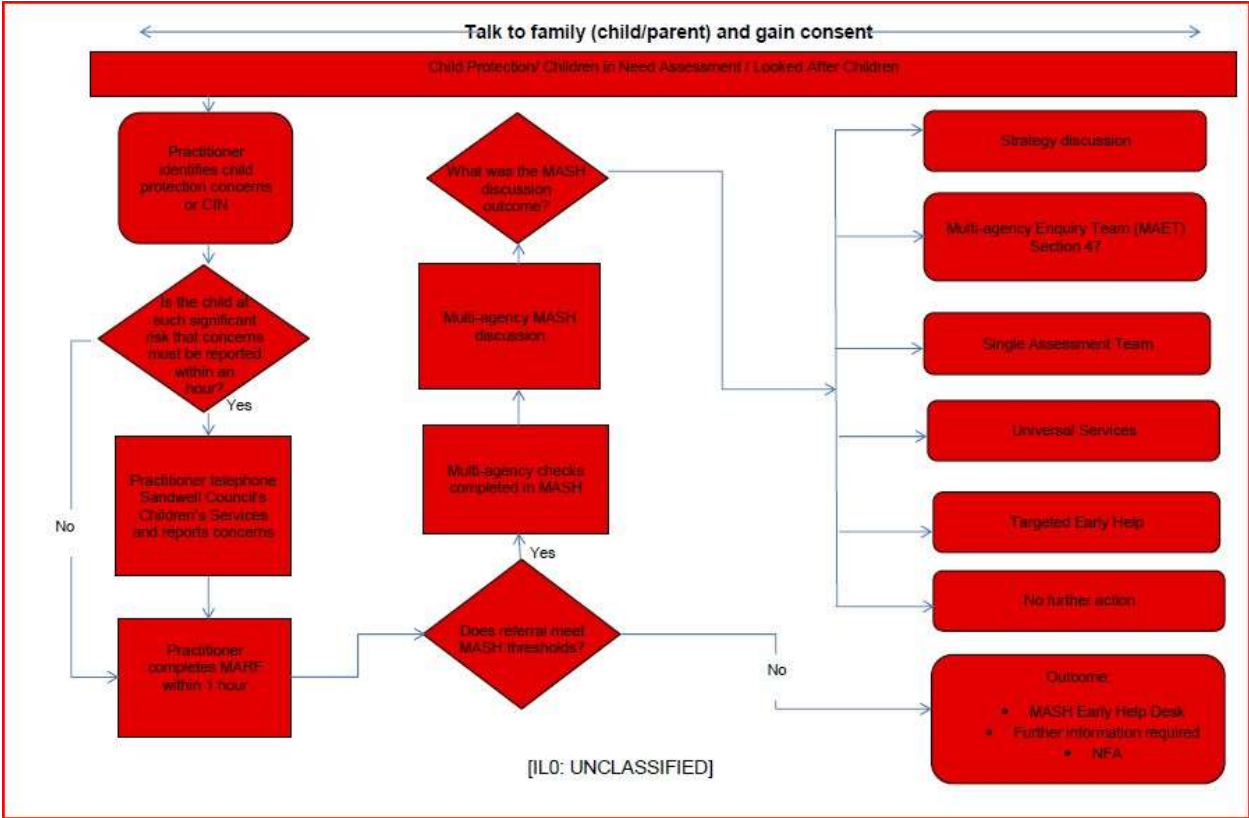 Talk to family (child/parent) and gain consent
Child Protection/ Children in Need Assessment / Looked After Children
Practitioner
identifies child
protection concerns
or CIN
Is the child at
such significant
risk that concerns
must be reported
within an
hour?
Yes
No
Practitioner telephone
Sandwell Council's
Children's Services
and reports concerns
Practitioner
completes MARF
within 1 hour
What was the MASH
discussion
outcome?
Multi-agency MASH
discussion
Multi-agency checks
completed in MASH
Yes
Does referral meet
MASH thresholds?
No
Strategy discussion
Multi-agency Enquiry Team (MAET)
Section 47
Single Assessment Team
Universal Services
Targeted Early Help
No further action
Outcome:
• MASH Early Help Desk
• Further information required
• NFA
[IL0: UNCLASSIFIED]